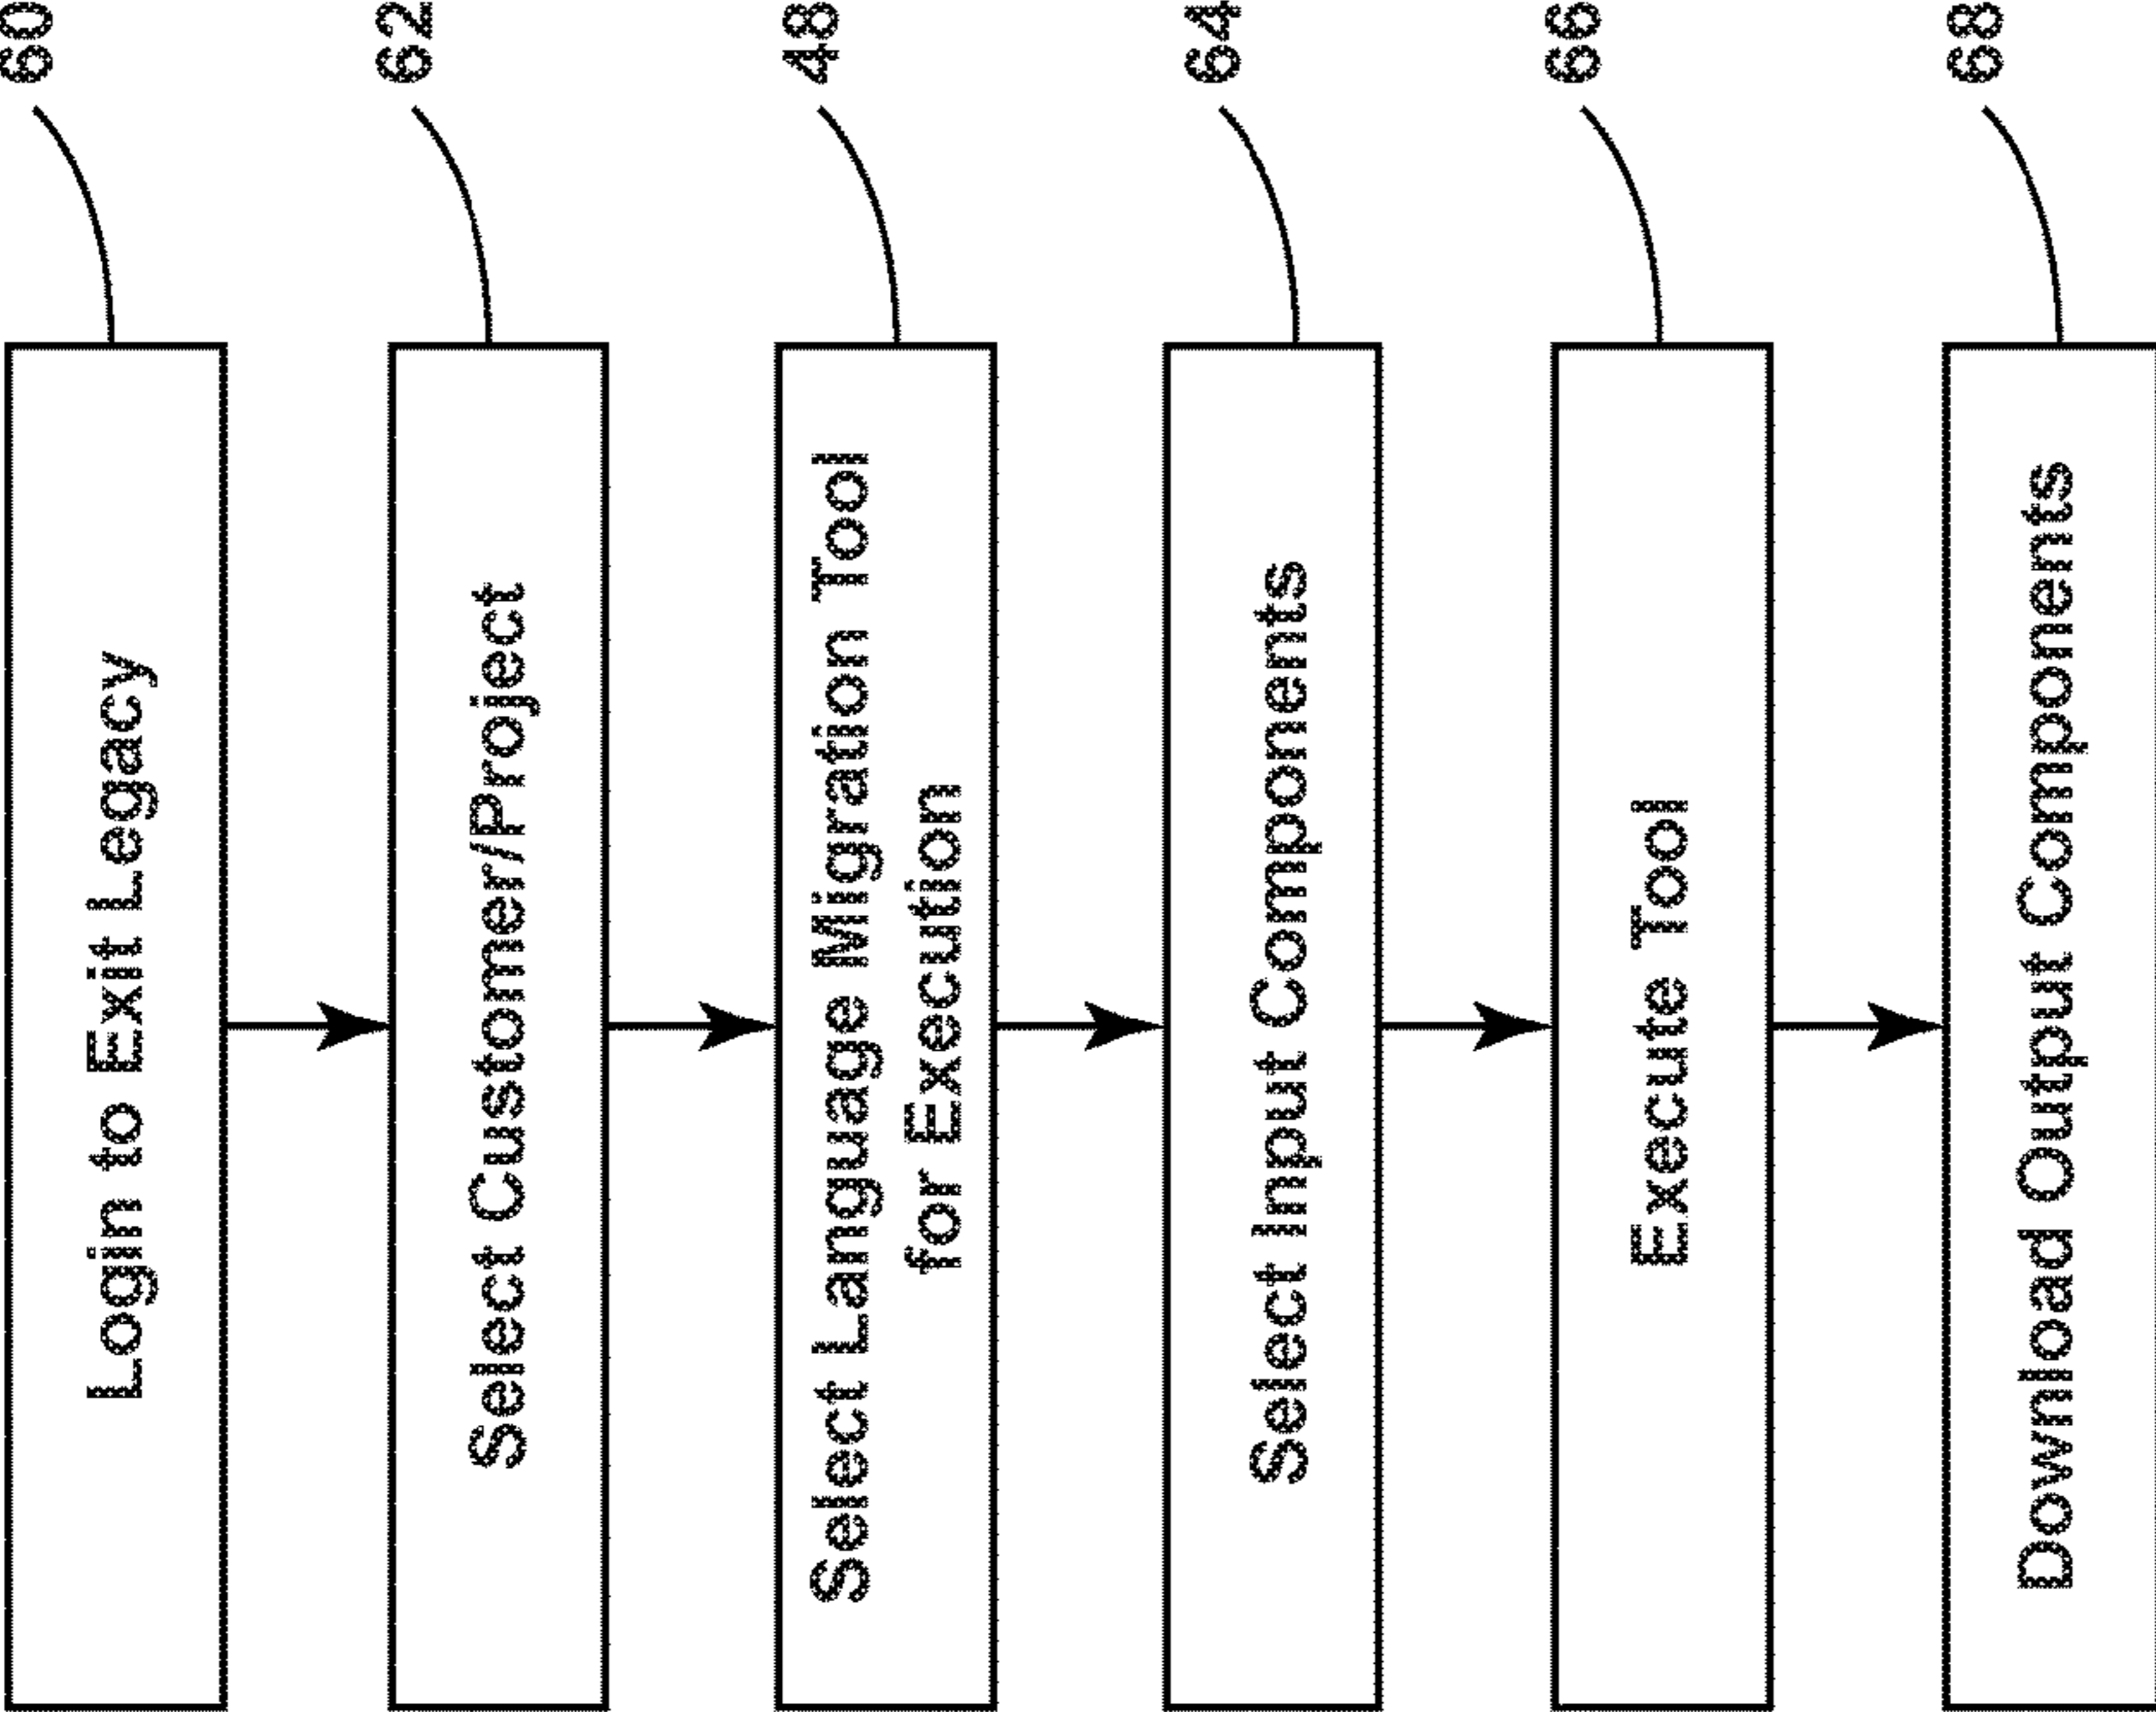 60
Login to Exit Legacy
62
Select Customer/Project
48
Select Language Migration Tool
for Execution
64
Select Input Components
66
Execute Tool
68
Download Output Components